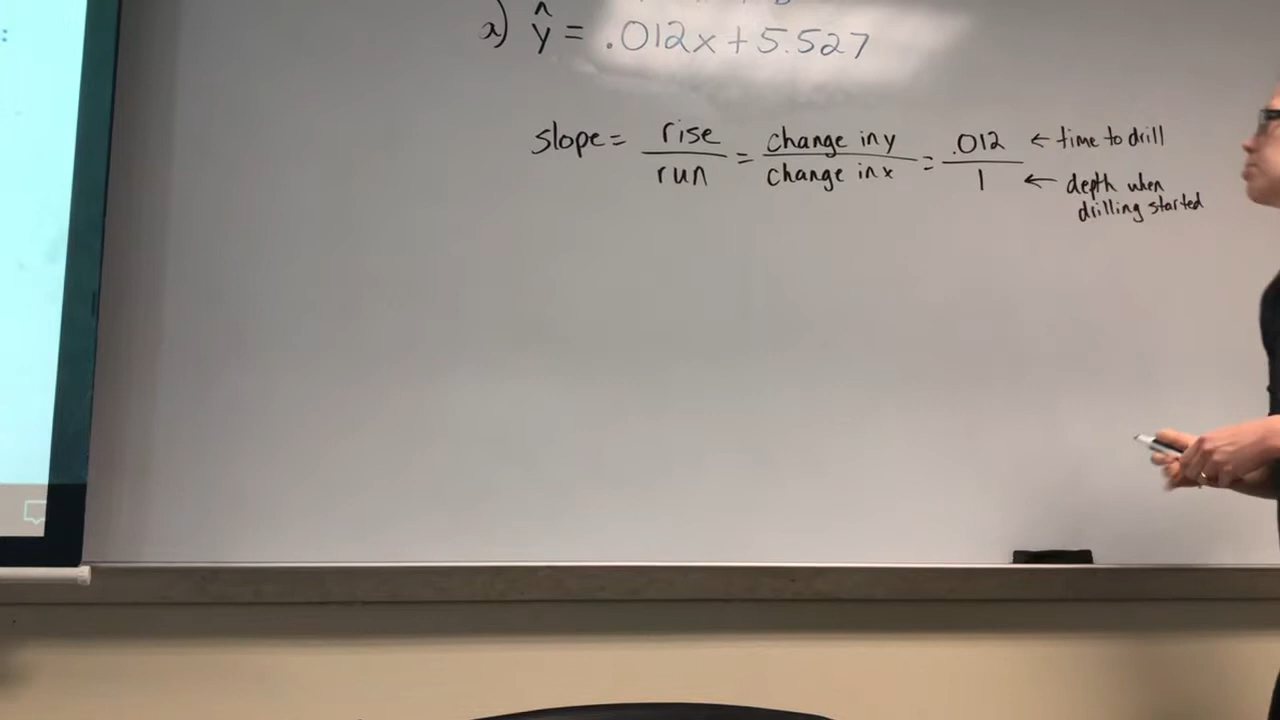 a) ŷ = .012x + 5.527
slope = rise/run = change in y/change in x = .012/1 ← time to drill
← depth when
drilling started